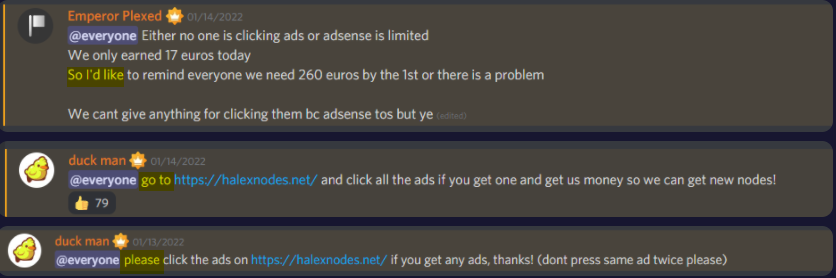 Emperor Plexed 01/14/2022
@everyone Either no one is clicking ads or adsense is limited
We only earned 17 euros today
So I'd like to remind everyone we need 260 euros by the 1st or there is a problem
We cant give anything for clicking them bc adsense tos but ye (edited)
duck man 01/14/2022
@everyone go to https://halexnodes.net/ and click all the ads if you get one and get us money so we can get new nodes!
79
duck man 01/13/2022
@everyone please click the ads on https://halexnodes.net/ if you get any ads, thanks! (dont press same ad twice please)